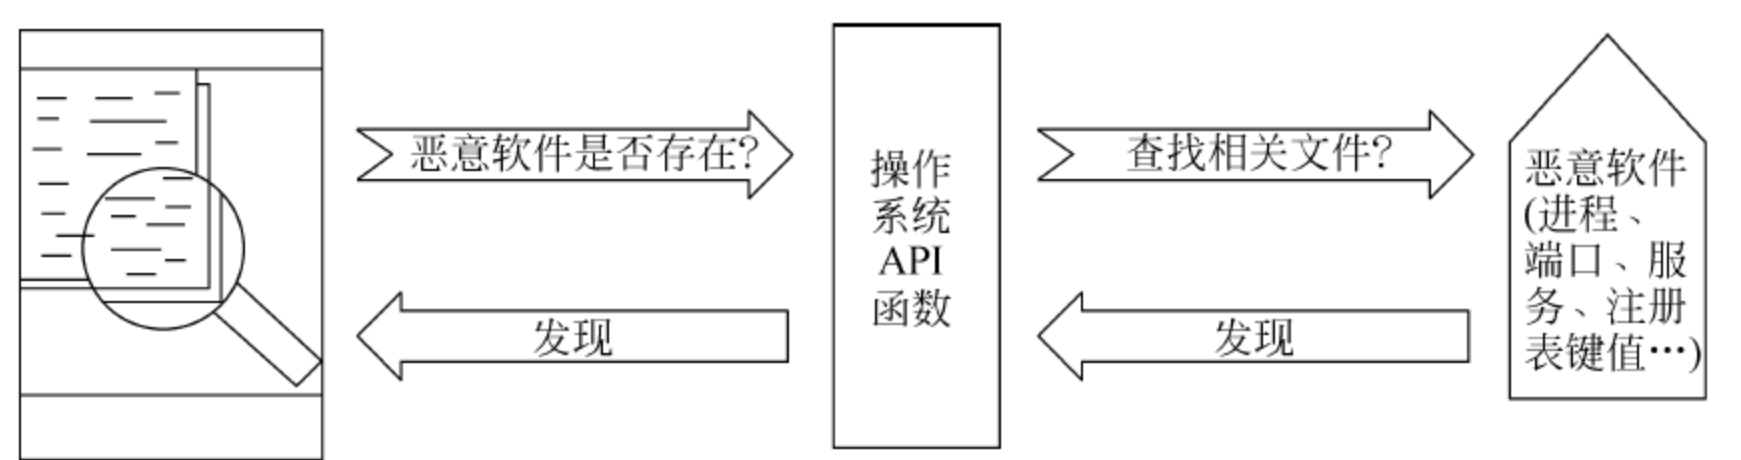 恶意软件是否存在?
发现
操作
系统
API
函数
查找相关文件?
发现
恶意软件
(进程、
端口、服
务、注册
表键值…)